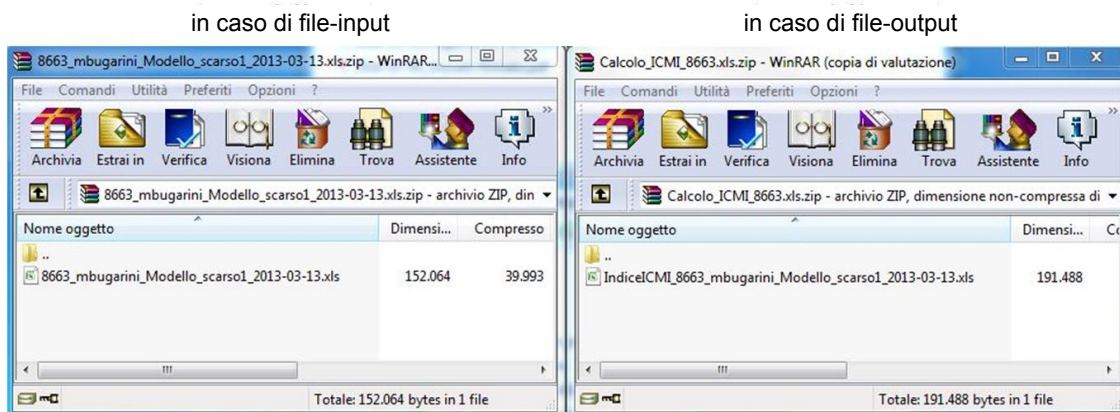 in caso di file-input
in caso di file-output
8663_mbugarini_Modello_scarso1_2013-03-13.xls.zip - WinRAR...
File Comandi Utilità Preferiti Opzioni ?
Archivia Estrai in Verifica Visiona Elimina Trova Assistente Info
8663_mbugarini_Modello_scarso1_2013-03-13.xls.zip - archivio ZIP, din
Nome oggetto Dimensi... Compresso
..
8663_mbugarini_Modello_scarso1_2013-03-13.xls 152.064 39.993
Totale: 152.064 bytes in 1 file
Calcolo_ICMI_8663.xls.zip - WinRAR (copia di valutazione)
File Comandi Utilità Preferiti Opzioni ?
Archivia Estrai in Verifica Visiona Elimina Trova Assistente Info
Calcolo_ICMI_8663.xls.zip - archivio ZIP, dimensione non-compressa di
Nome oggetto Dimensi... Co
..
IndiceICMI_8663_mbugarini_Modello_scarso1_2013-03-13.xls 191.488
Totale: 191.488 bytes in 1 file